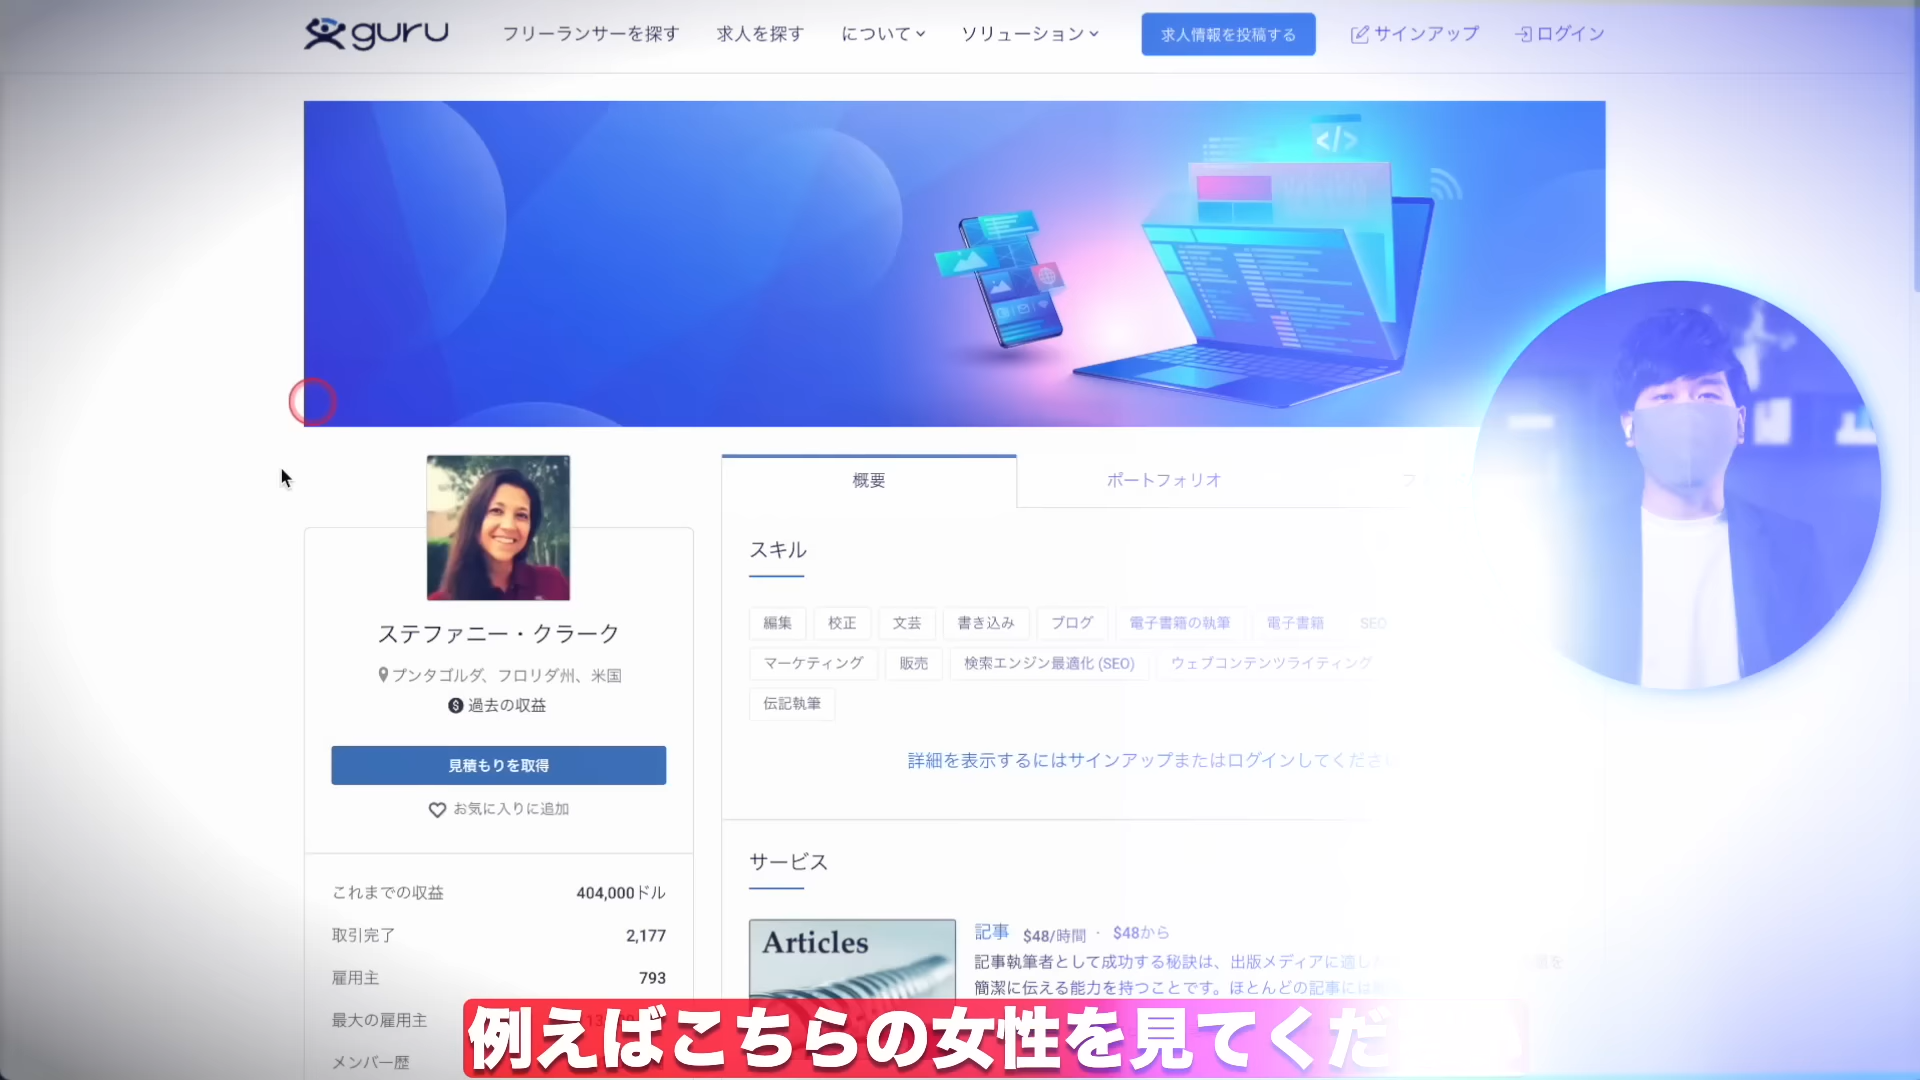 guru
フリーランサーを探す
求人を探す
について
ソリューション
求人情報を投稿する
サインアップ
ログイン
</>
概要
ポートフォリオ
フ
ステファニー・クラーク
プンタゴルダ、フロリダ州、米国
過去の収益
見積もりを取得
お気に入りに追加
これまでの収益 404,000ドル
取引完了 2,177
雇用主 793
最大の雇用主
メンバー歴
スキル
編集 校正 文芸 書き込み ブログ 電子書籍の執筆 電子書籍 SEO
マーケティング 販売 検索エンジン最適化 (SEO) ウェブコンテンツライティング
伝記執筆
詳細を表示するにはサインアップまたはログインしてくださ
サービス
Articles
記事 $48/時間 · $48から
記事執筆者として成功する秘訣は、出版メディアに適し
簡潔に伝える能力を持つことです。ほとんどの記事には
例えばこちらの女性を見てくだ